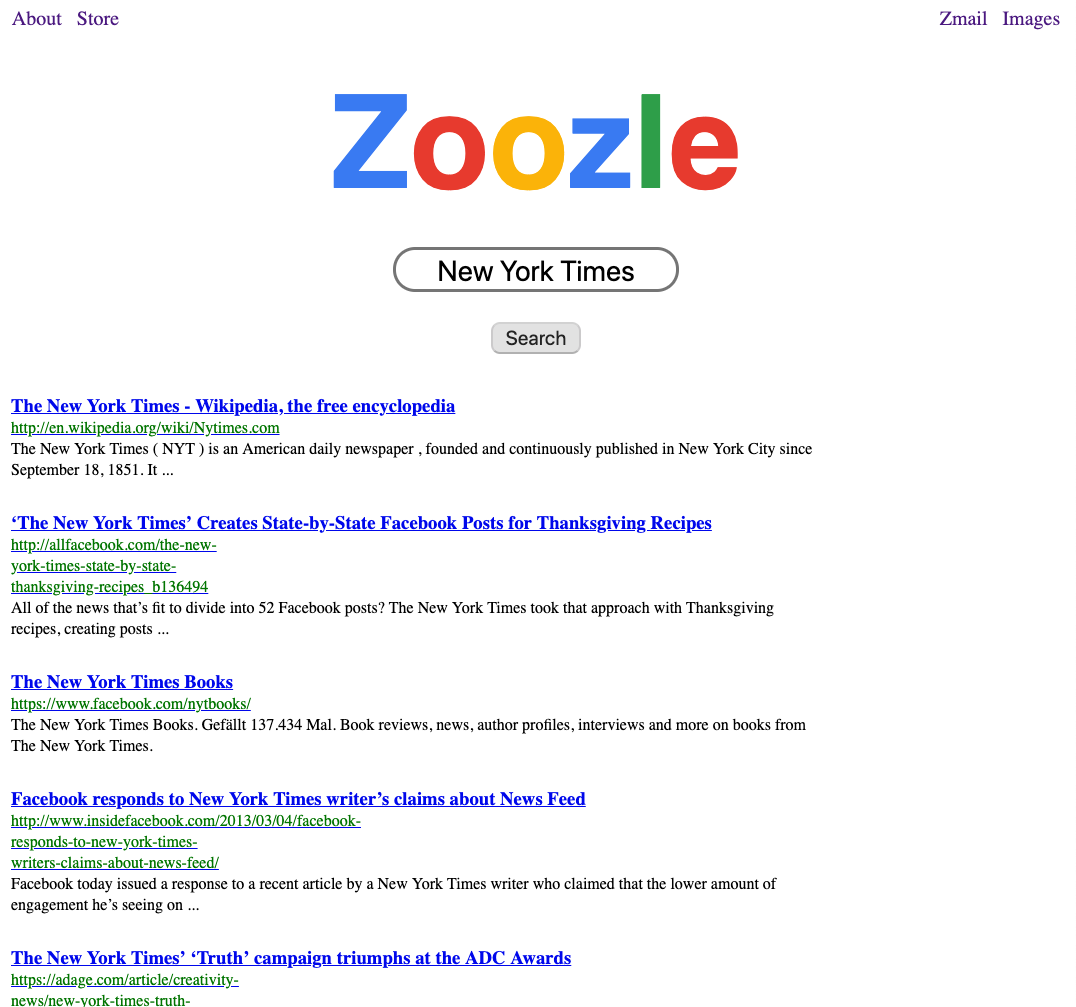 About Store Zmail Images
Zoozle
New York Times
Search
The New York Times - Wikipedia, the free encyclopedia
http://en.wikipedia.org/wiki/Nytimes.com
The New York Times ( NYT ) is an American daily newspaper , founded and continuously published in New York City since
September 18, 1851. It ...
‘The New York Times’ Creates State-by-State Facebook Posts for Thanksgiving Recipes
http://allfacebook.com/the-new-
york-times-state-by-state-
thanksgiving-recipes_b136494
All of the news that’s fit to divide into 52 Facebook posts? The New York Times took that approach with Thanksgiving
recipes, creating posts ...
The New York Times Books
https://www.facebook.com/nytbooks/
The New York Times Books. Gefällt 137.434 Mal. Book reviews, news, author profiles, interviews and more on books from
The New York Times.
Facebook responds to New York Times writer’s claims about News Feed
http://www.insidefacebook.com/2013/03/04/facebook-
responds-to-new-york-times-
writers-claims-about-news-feed/
Facebook today issued a response to a recent article by a New York Times writer who claimed that the lower amount of
engagement he’s seeing on ...
The New York Times’ ‘Truth’ campaign triumphs at the ADC Awards
https://adage.com/article/creativity-
news/new-york-times-truth-